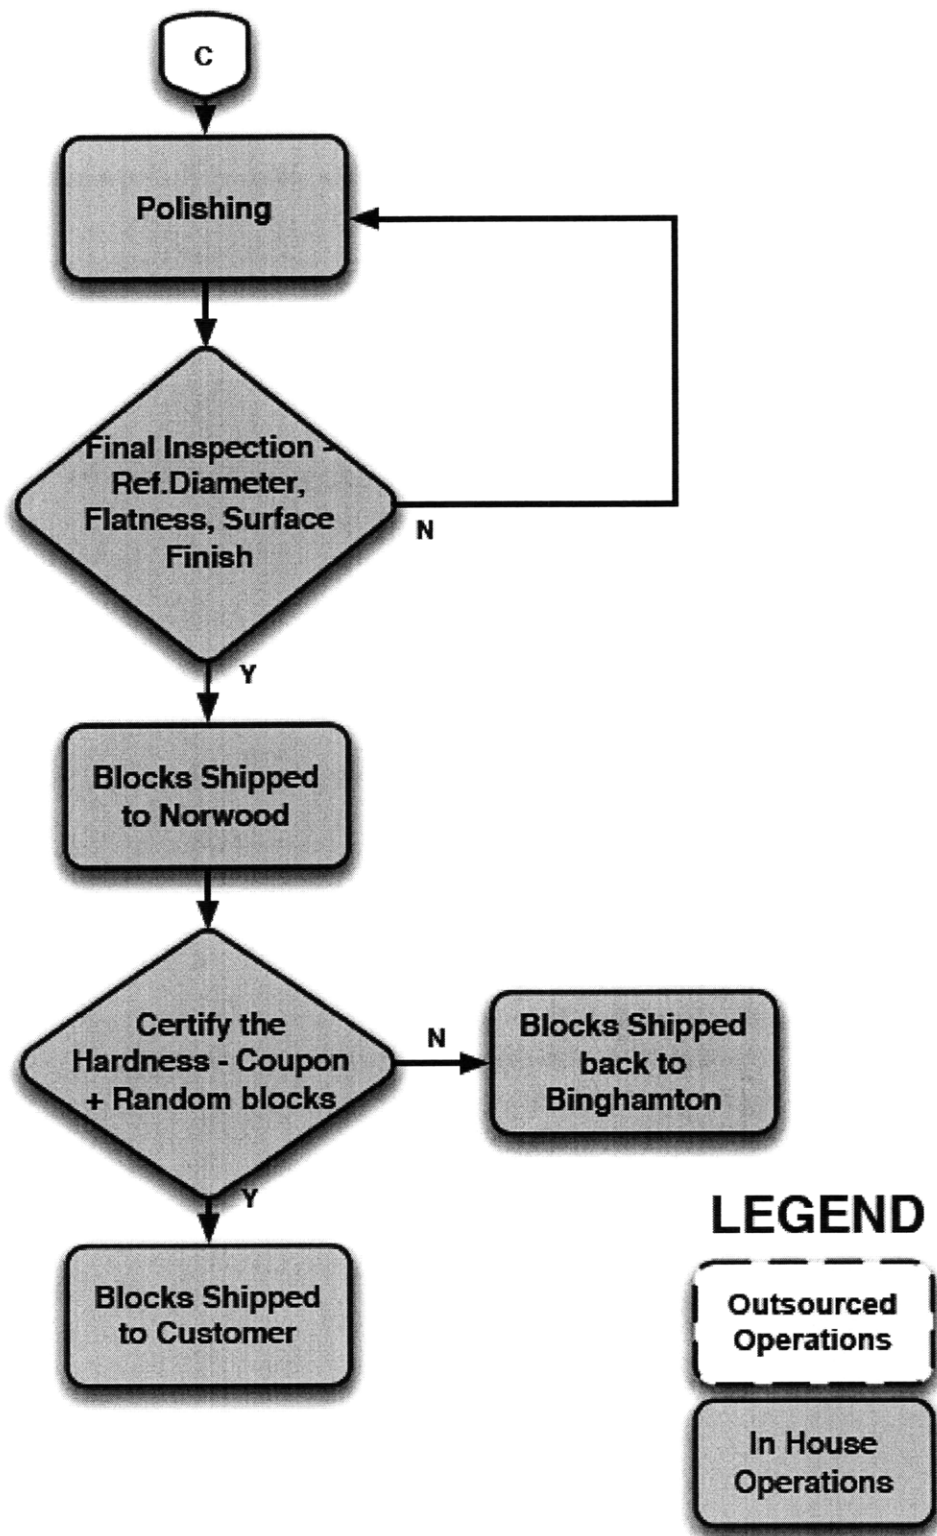 C
Polishing
Final Inspection -
Ref.Diameter,
Flatness, Surface
Finish
N
Y
Blocks Shipped
to Norwood
Certify the
Hardness - Coupon
+ Random blocks
N
Blocks Shipped
back to
Binghamton
Y
Blocks Shipped
to Customer
LEGEND
Outsourced
Operations
In House
Operations